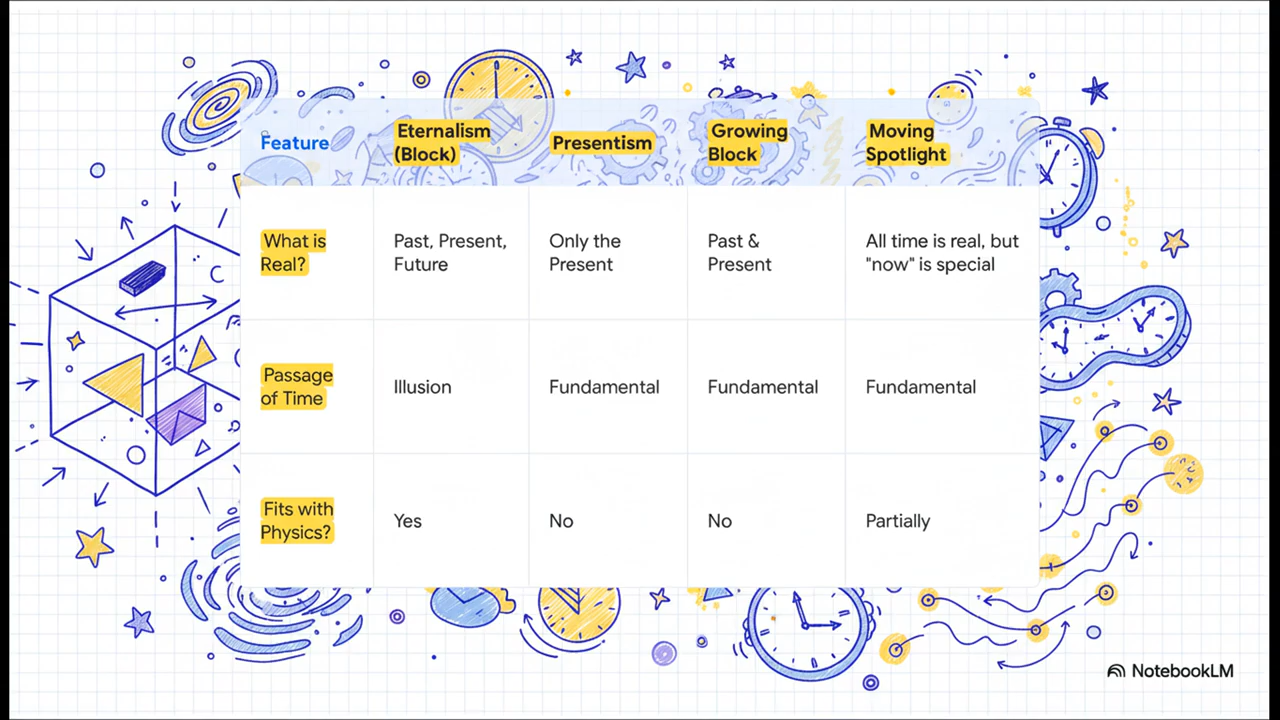 Feature
Eternalism
(Block)
Presentism
Growing
Block
Moving
Spotlight
What is
Real?
Past, Present,
Future
Only the
Present
Past &
Present
All time is real, but
"now" is special
Passage
of Time
Illusion
Fundamental
Fundamental
Fundamental
Fits with
Physics?
Yes
No
No
Partially
NotebookLM